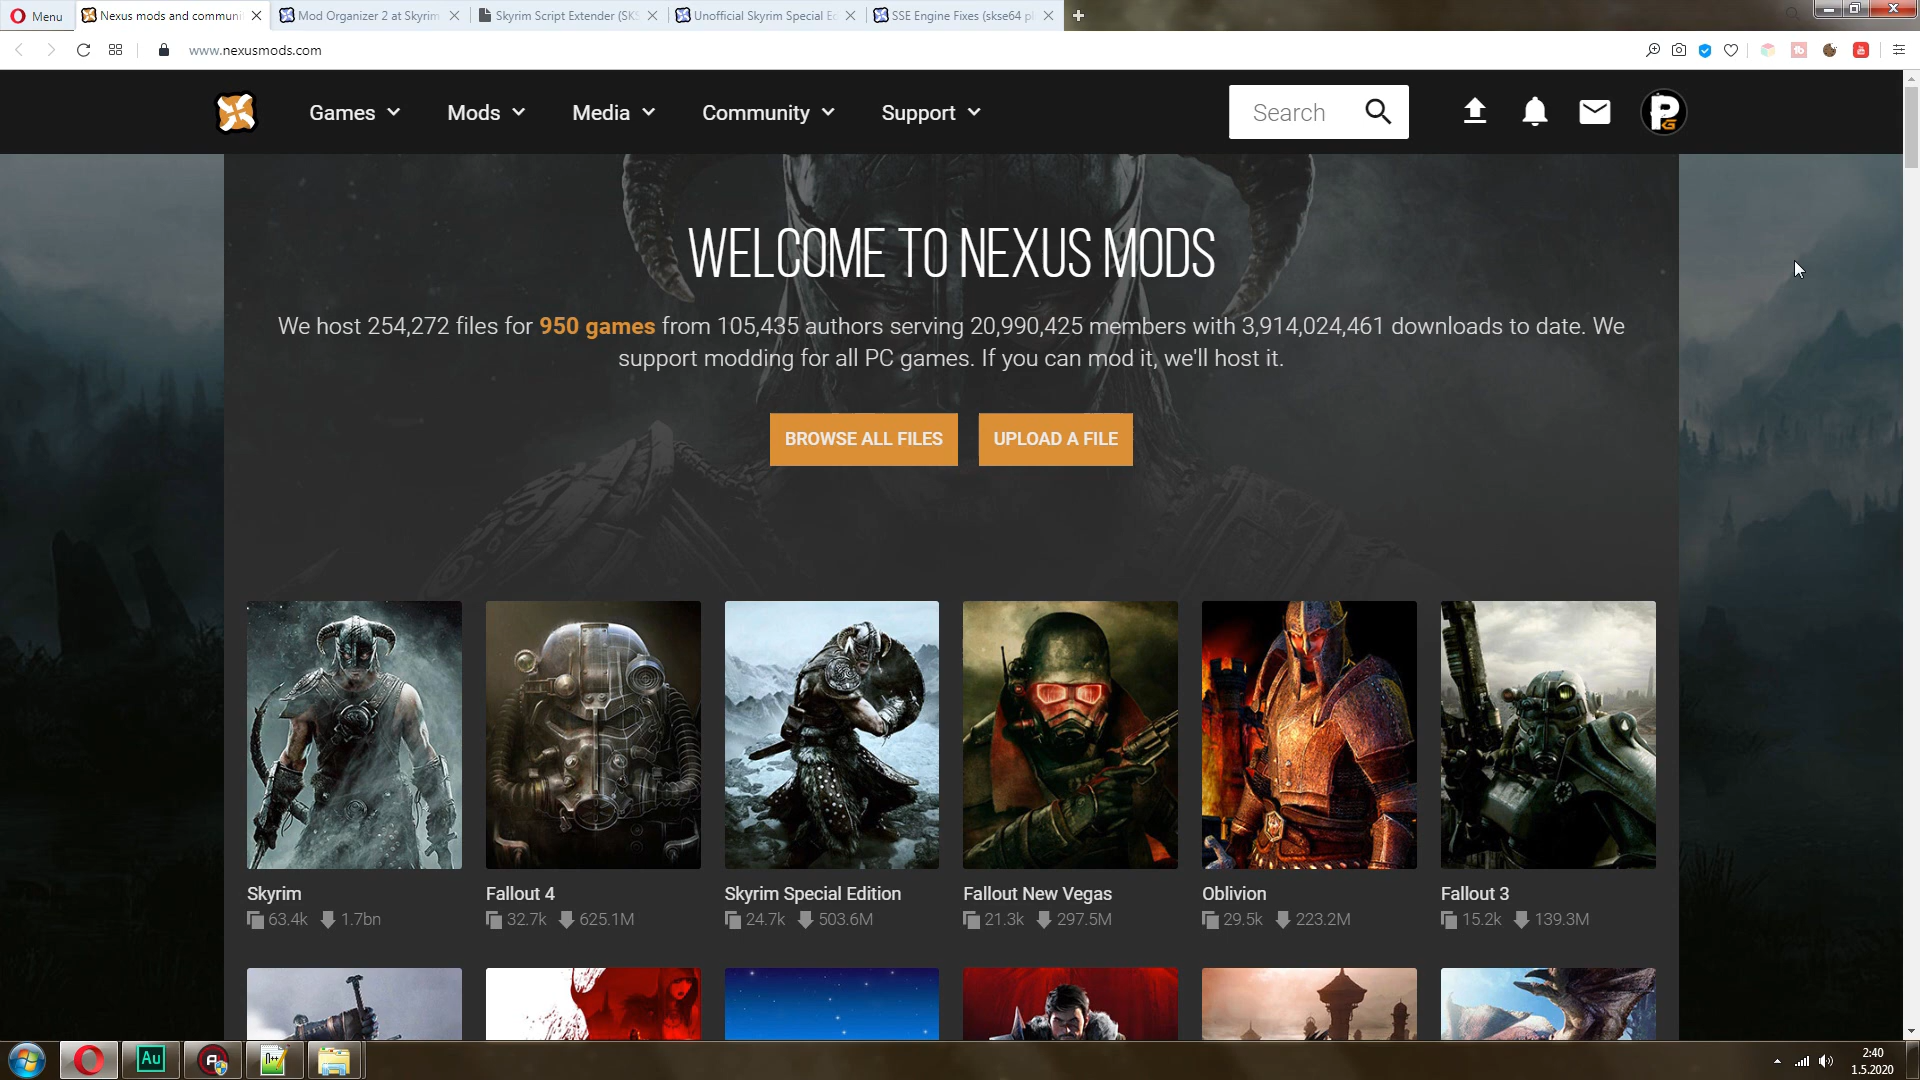 Menu
Nexus mods and communi
Mod Organizer 2 at Skyrim
Skyrim Script Extender (SKS
Unofficial Skyrim Special Ed
SSE Engine Fixes (skse64 pl
www.nexusmods.com
Games
Mods
Media
Community
Support
Search
WELCOME TO NEXUS MODS
We host 254,272 files for 950 games from 105,435 authors serving 20,990,425 members with 3,914,024,461 downloads to date. We
support modding for all PC games. If you can mod it, we'll host it.
BROWSE ALL FILES
UPLOAD A FILE
Skyrim
63.4k 1.7bn
Fallout 4
32.7k 625.1M
Skyrim Special Edition
24.7k 503.6M
Fallout New Vegas
21.3k 297.5M
Oblivion
29.5k 223.2M
Fallout 3
15.2k 139.3M
Au
2:40
1.5.2020